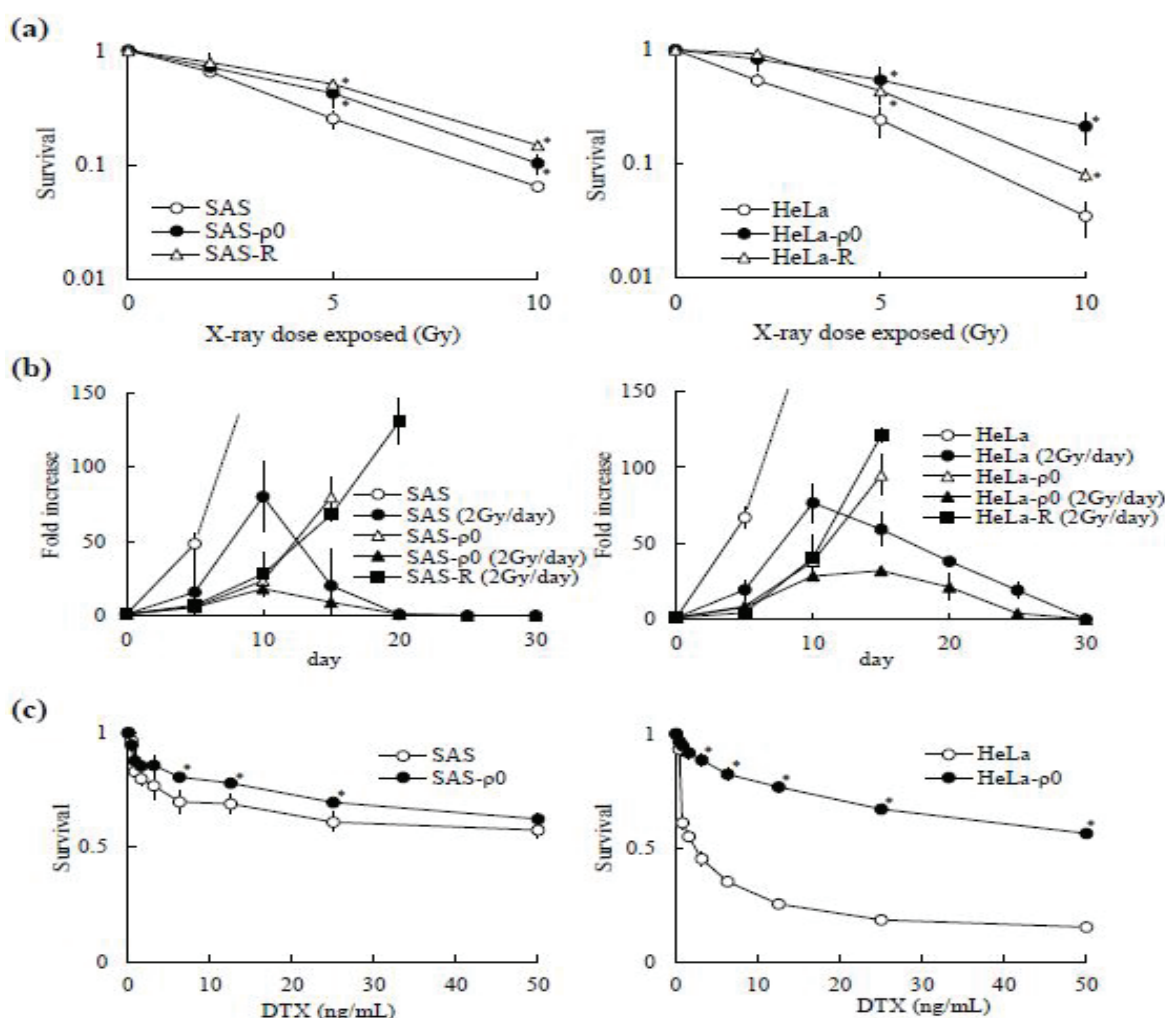 (a)
1
0.1
0.01
Survival
SAS
SAS-ρ0
SAS-R
*
*
*
*
0
5
10
X-ray dose exposed (Gy)
1
0.1
0.01
Survival
HeLa
HeLa-ρ0
HeLa-R
*
*
*
*
0
5
10
X-ray dose exposed (Gy)
(b)
150
100
50
0
Fold increase
SAS
SAS (2Gy/day)
SAS-ρ0
SAS-ρ0 (2Gy/day)
SAS-R (2Gy/day)
0
10
20
30
day
150
100
50
0
Fold increase
HeLa
HeLa (2Gy/day)
HeLa-ρ0
HeLa-ρ0 (2Gy/day)
HeLa-R (2Gy/day)
0
10
20
30
day
(c)
1
0.5
0
Survival
SAS
SAS-ρ0
*
*
*
0
10
20
30
40
50
DTX (ng/mL)
1
0.5
0
Survival
HeLa
HeLa-ρ0
*
*
*
*
*
0
10
20
30
40
50
DTX (ng/mL)